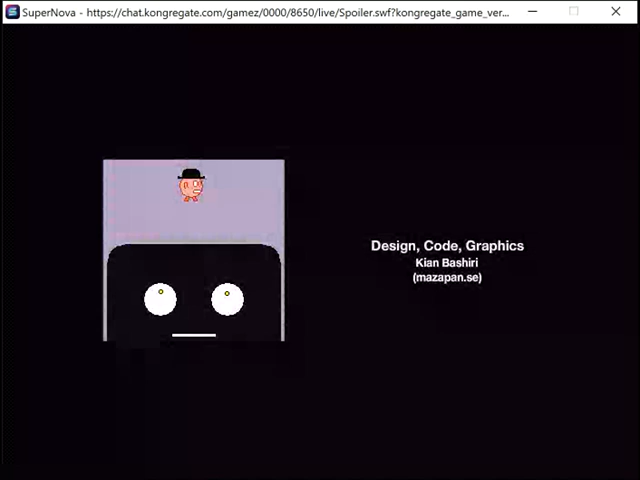 SuperNova - https://chat.kongregate.com/gamez/0000/8650/live/Spoiler.swf?kongregate_game_ver...
Design, Code, Graphics
Kian Bashiri
(mazapan.se)